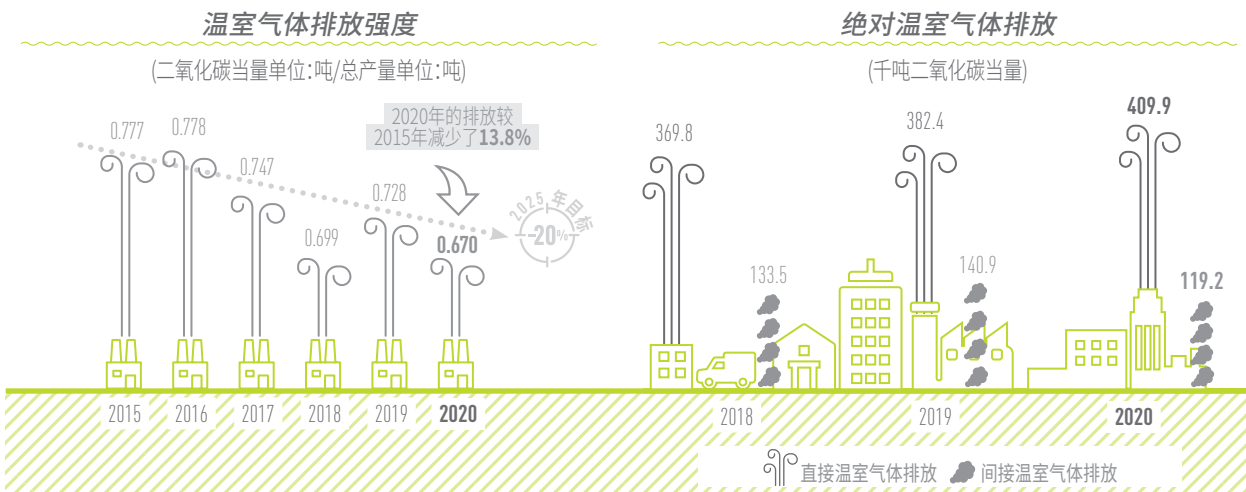 温室气体排放强度
(二氧化碳当量单位:吨/总产量单位:吨)
2020年的排放较
2015年减少了13.8%
0.777
0.778
0.747
0.699
0.728
0.670
2025 年目标
-20%
2015
2016
2017
2018
2019
2020
绝对温室气体排放
(千吨二氧化碳当量)
369.8
133.5
382.4
140.9
409.9
119.2
2018
2019
2020
直接温室气体排放
间接温室气体排放